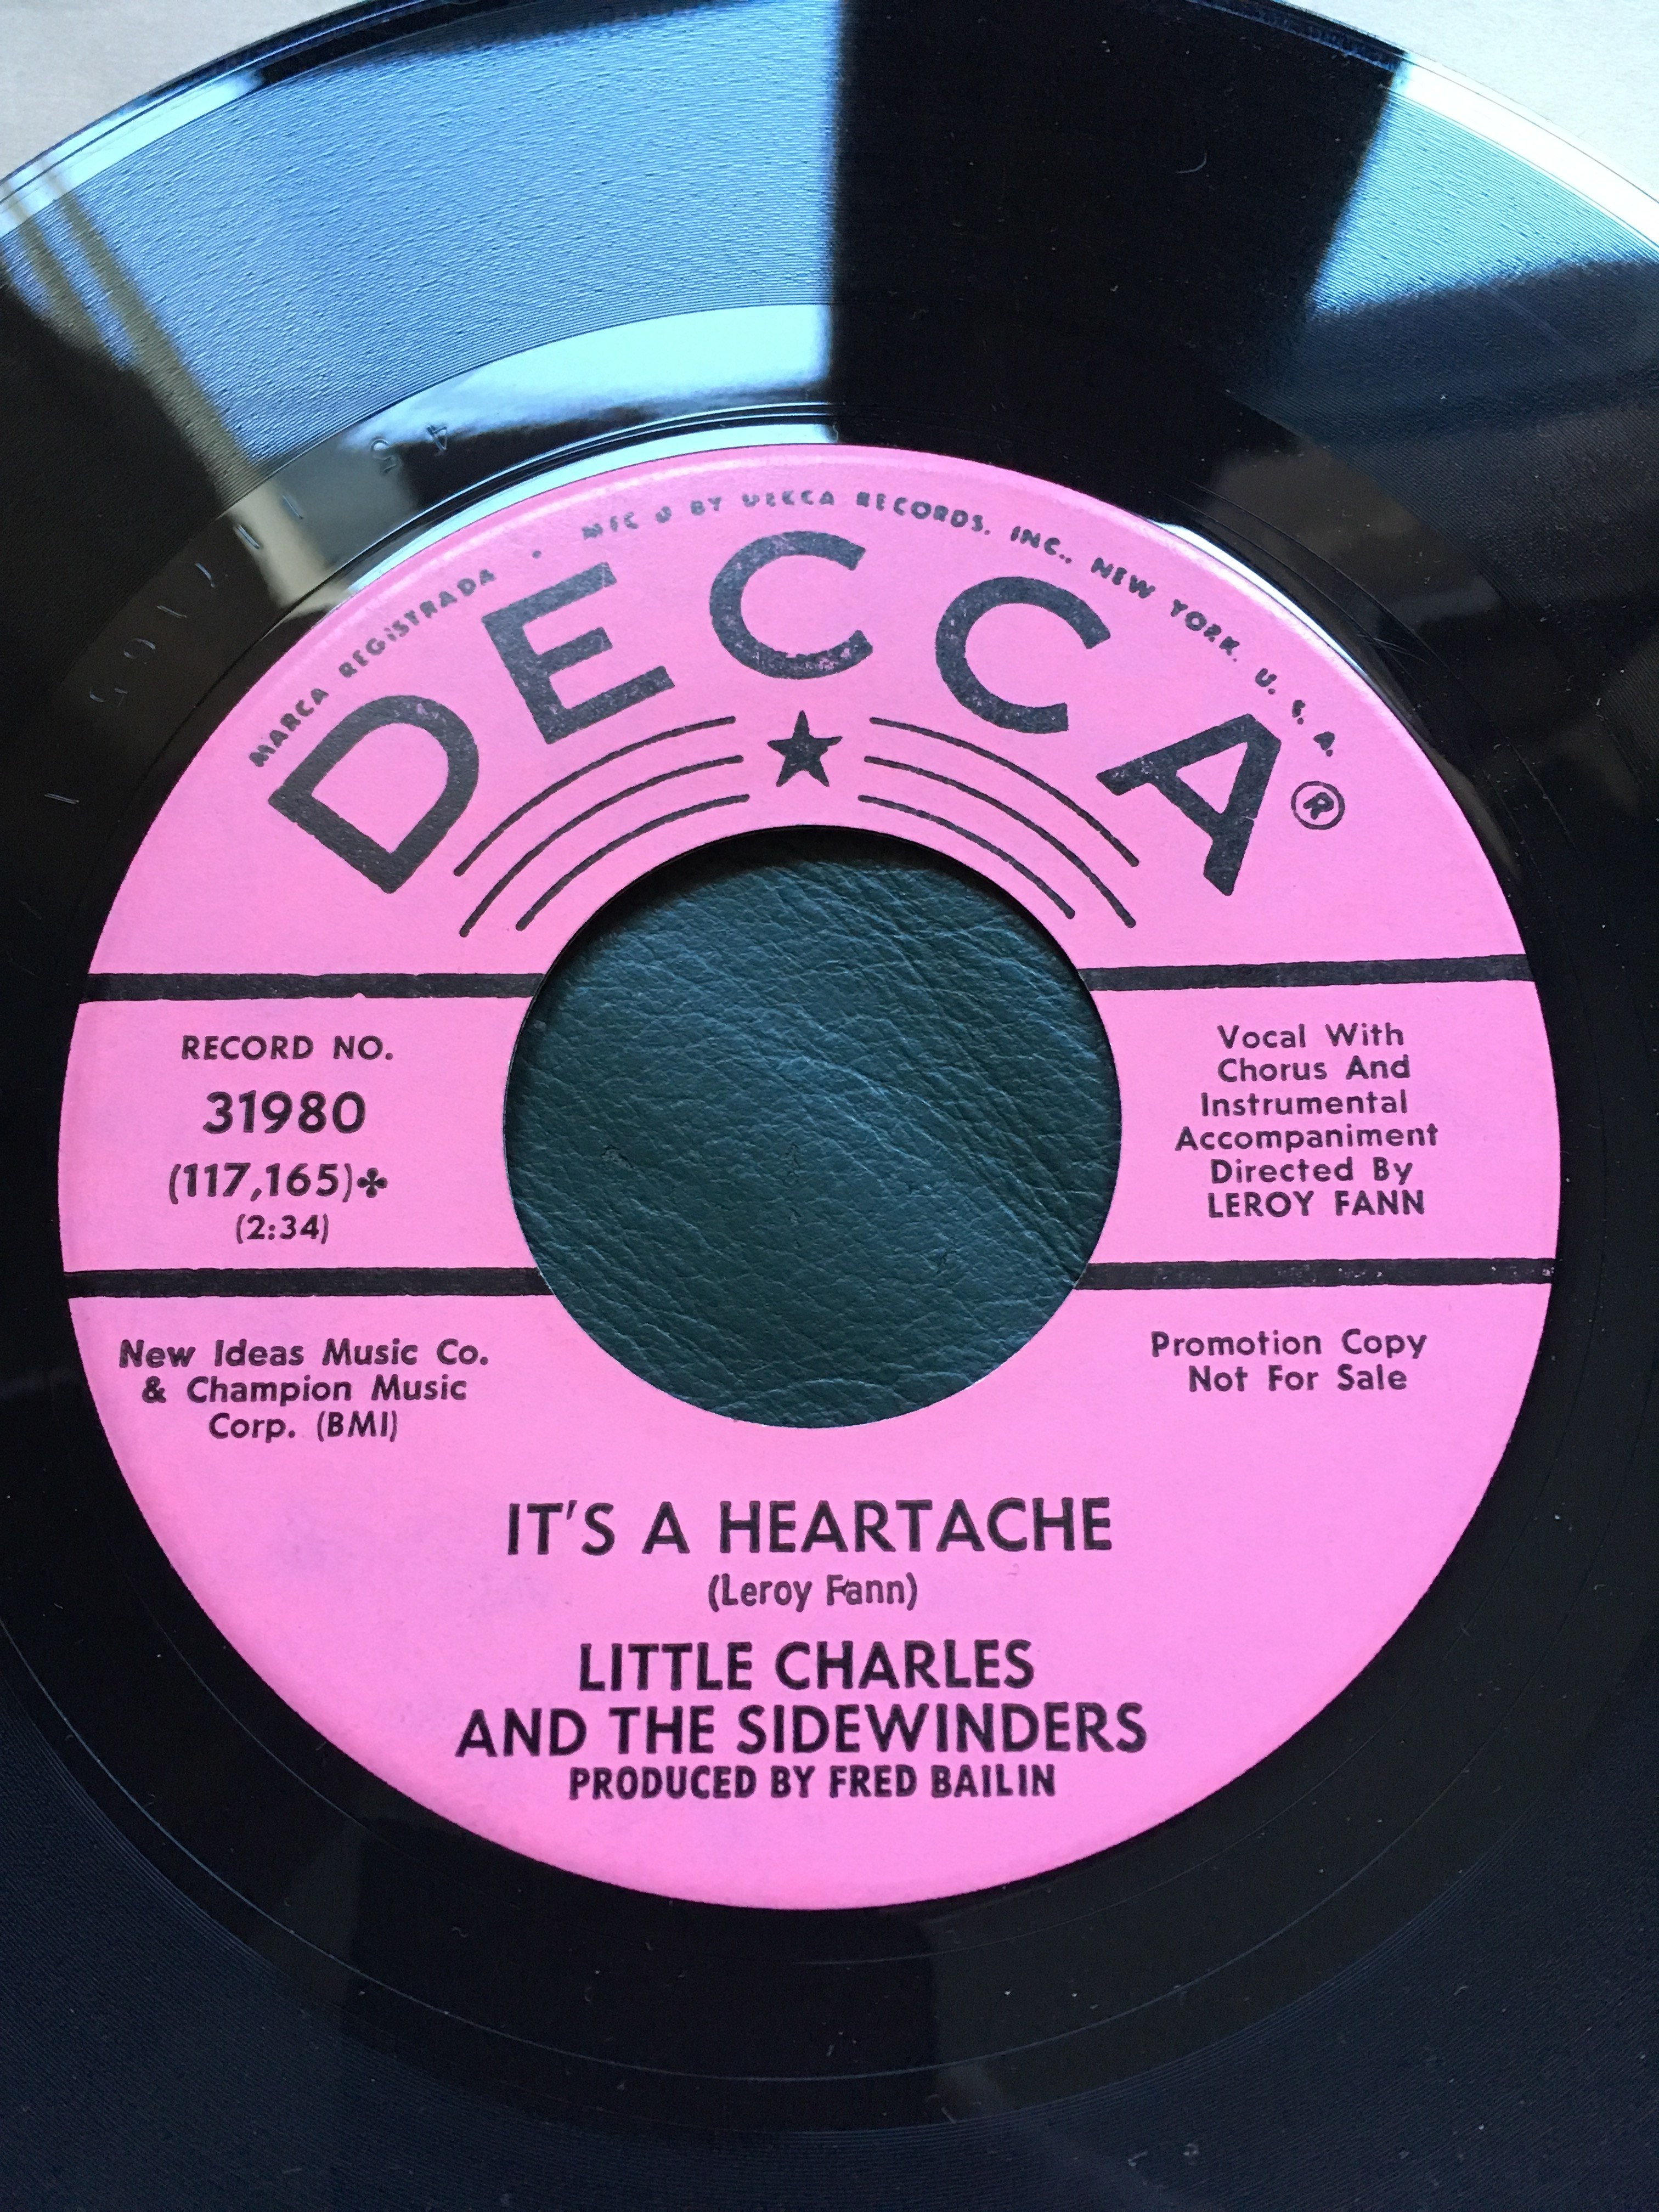 MARCA REGISTRADA • MFG'D BY DECCA RECORDS, INC., NEW YORK, U. S. A.
DECCA®
RECORD NO.
31980
(117,165)✤
(2:34)
Vocal With
Chorus And
Instrumental
Accompaniment
Directed By
LEROY FANN
New Ideas Music Co.
& Champion Music
Corp. (BMI)
Promotion Copy
Not For Sale
IT'S A HEARTACHE
(Leroy Fann)
LITTLE CHARLES
AND THE SIDEWINDERS
PRODUCED BY FRED BAILIN